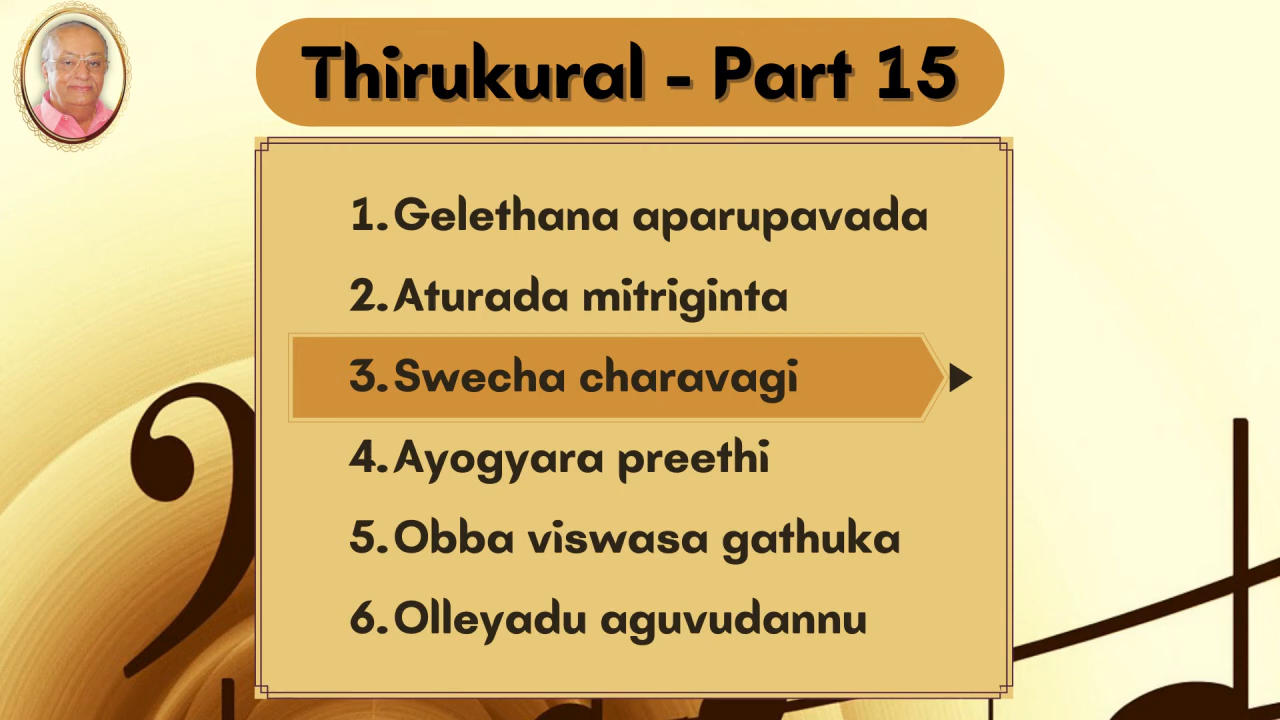 Thirukural - Part 15
1. Gelethana aparupavada
2. Aturada mitriginta
3. Swecha charavagi
4. Ayogyara preethi
5. Obba viswasa gathuka
6. Olleyadu aguvudannu